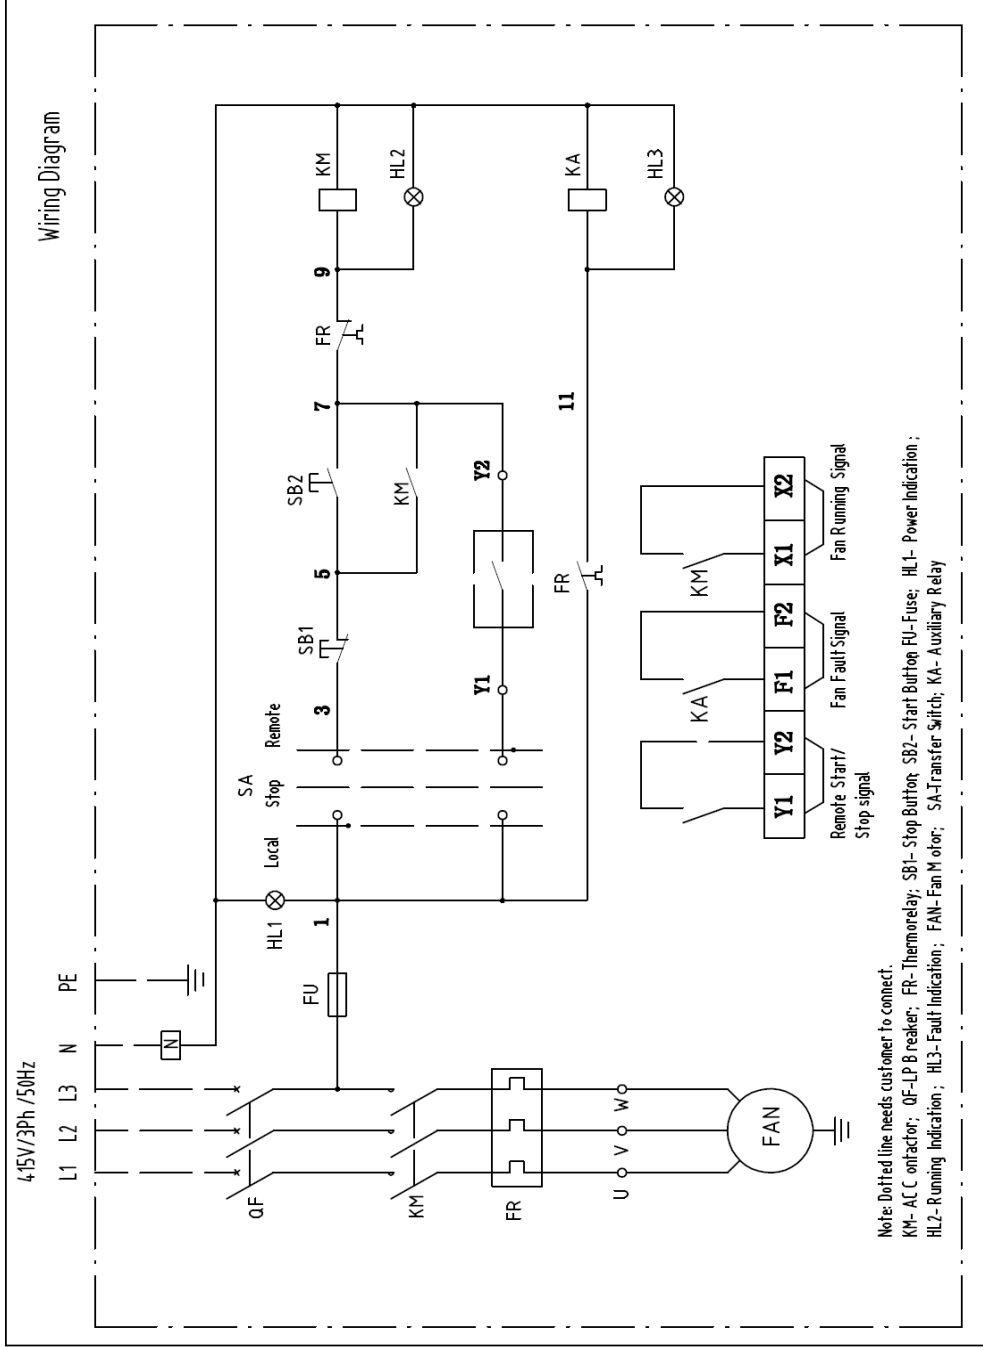 Wiring Diagram
415V/3Ph /50Hz
L1
L2
L3
N
PE
N
QF
KM
FR
U
V
W
FAN
FU
HL1
1
SA
Local
Stop
Remote
3
SB1
5
SB2
KM
7
FR
9
KM
HL2
Y1
Y2
FR
11
KA
HL3
KA
KM
Y1
Y2
F1
F2
X1
X2
Remote Start/
Stop signal
Fan Fault Signal
Fan Running Signal
Note: Dotted line needs customer to connect.
KM- AC C ontactor; QF-LP B reaker; FR- Thermorelay; SB1- Stop Button; SB2- Start Button; FU-Fuse; HL1- Power Indication ;
HL2- Running Indication ; HL3- Fault Indication ; FAN- Fan M otor; SA-Transfer Switch; KA- Auxiliary Relay